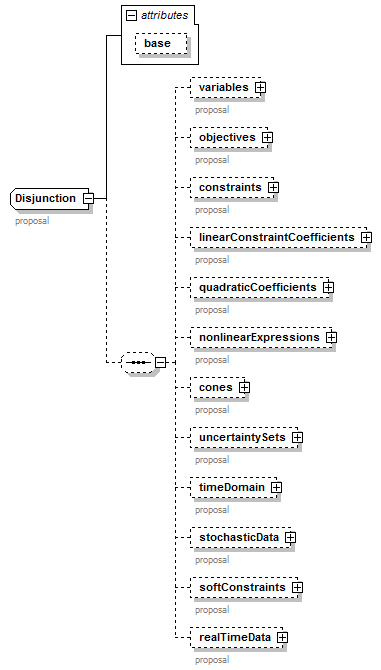 attributes
base
variables
proposal
objectives
proposal
constraints
proposal
Disjunction
proposal
linearConstraintCoefficients
proposal
quadraticCoefficients
proposal
nonlinearExpressions
proposal
cones
proposal
uncertaintySets
proposal
timeDomain
proposal
stochasticData
proposal
softConstraints
proposal
realTimeData
proposal